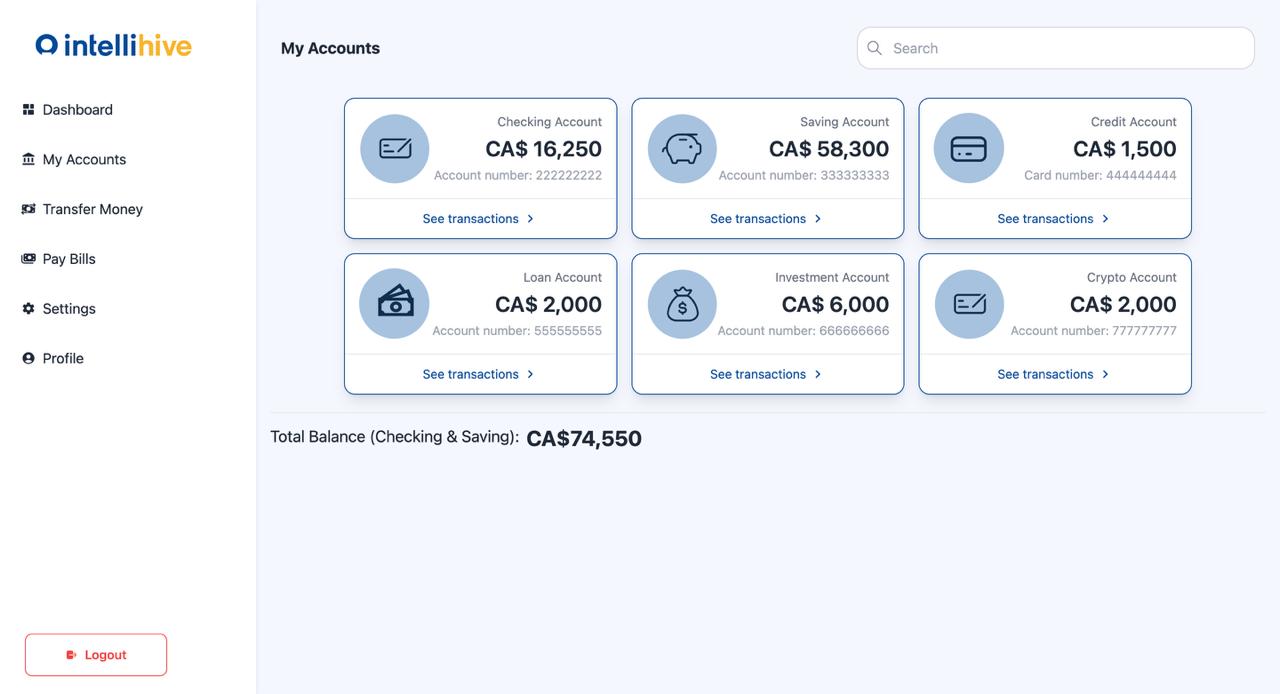 intellihive
Dashboard
My Accounts
Transfer Money
Pay Bills
Settings
Profile
Logout
My Accounts
Search
Checking Account
CA$ 16,250
Account number: 222222222
See transactions
Saving Account
CA$ 58,300
Account number: 333333333
See transactions
Credit Account
CA$ 1,500
Card number: 444444444
See transactions
Loan Account
CA$ 2,000
Account number: 555555555
See transactions
Investment Account
CA$ 6,000
Account number: 666666666
See transactions
Crypto Account
CA$ 2,000
Account number: 777777777
See transactions
Total Balance (Checking & Saving): CA$74,550